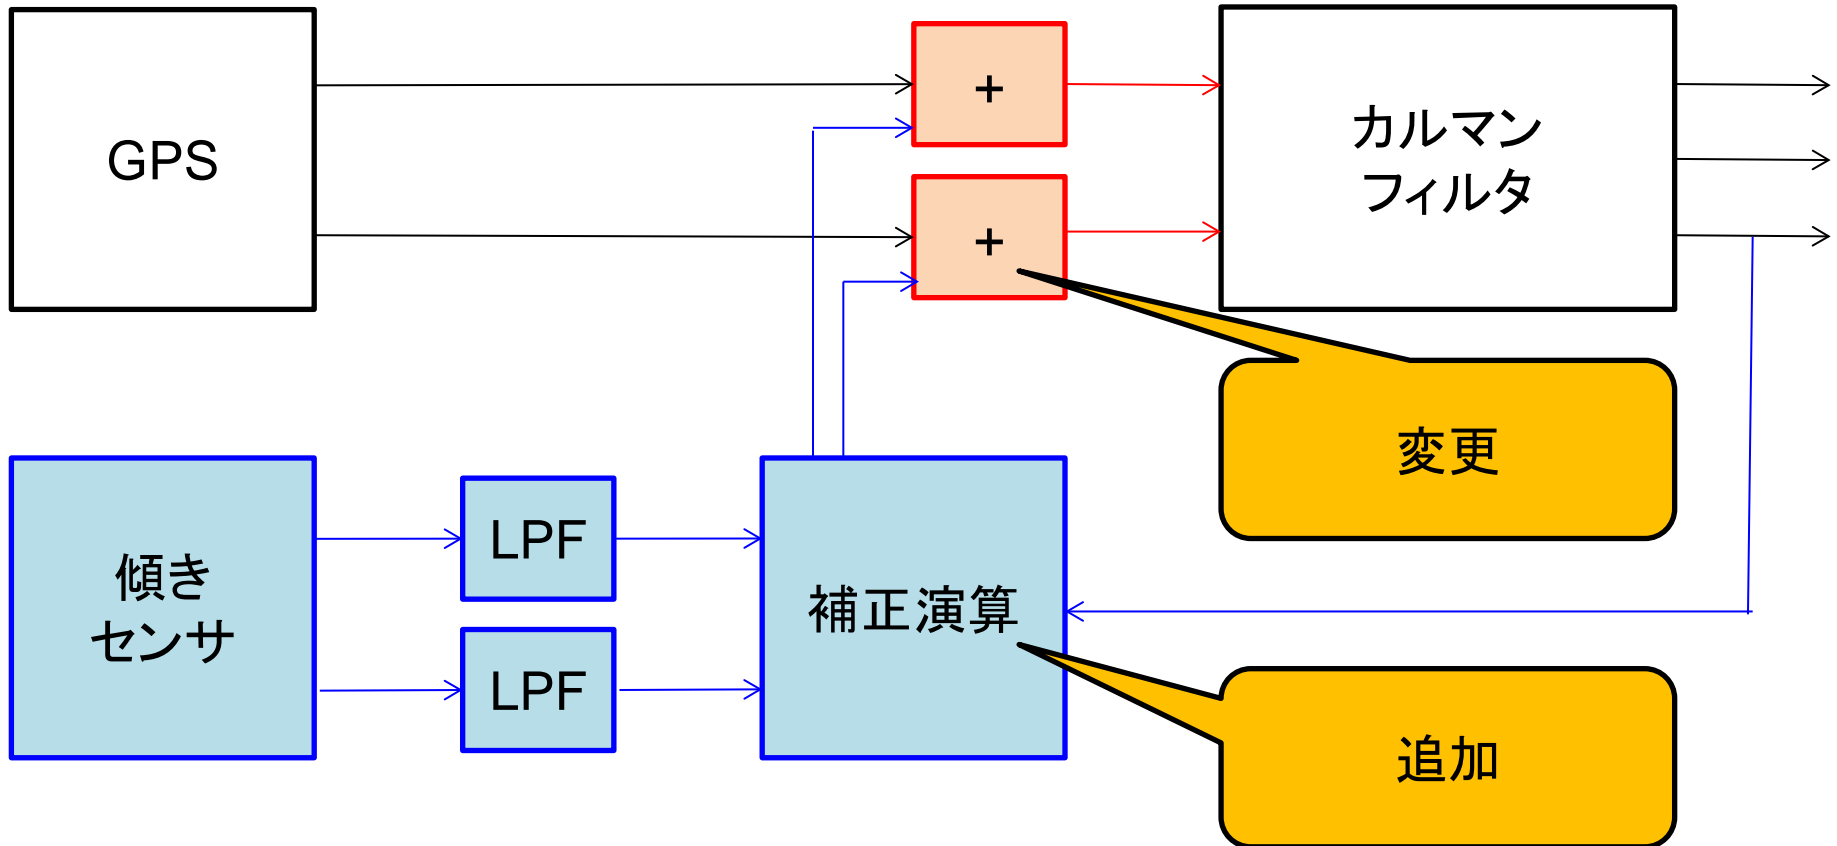 GPS
+
+
カルマン
フィルタ
変更
傾き
センサ
LPF
LPF
補正演算
追加